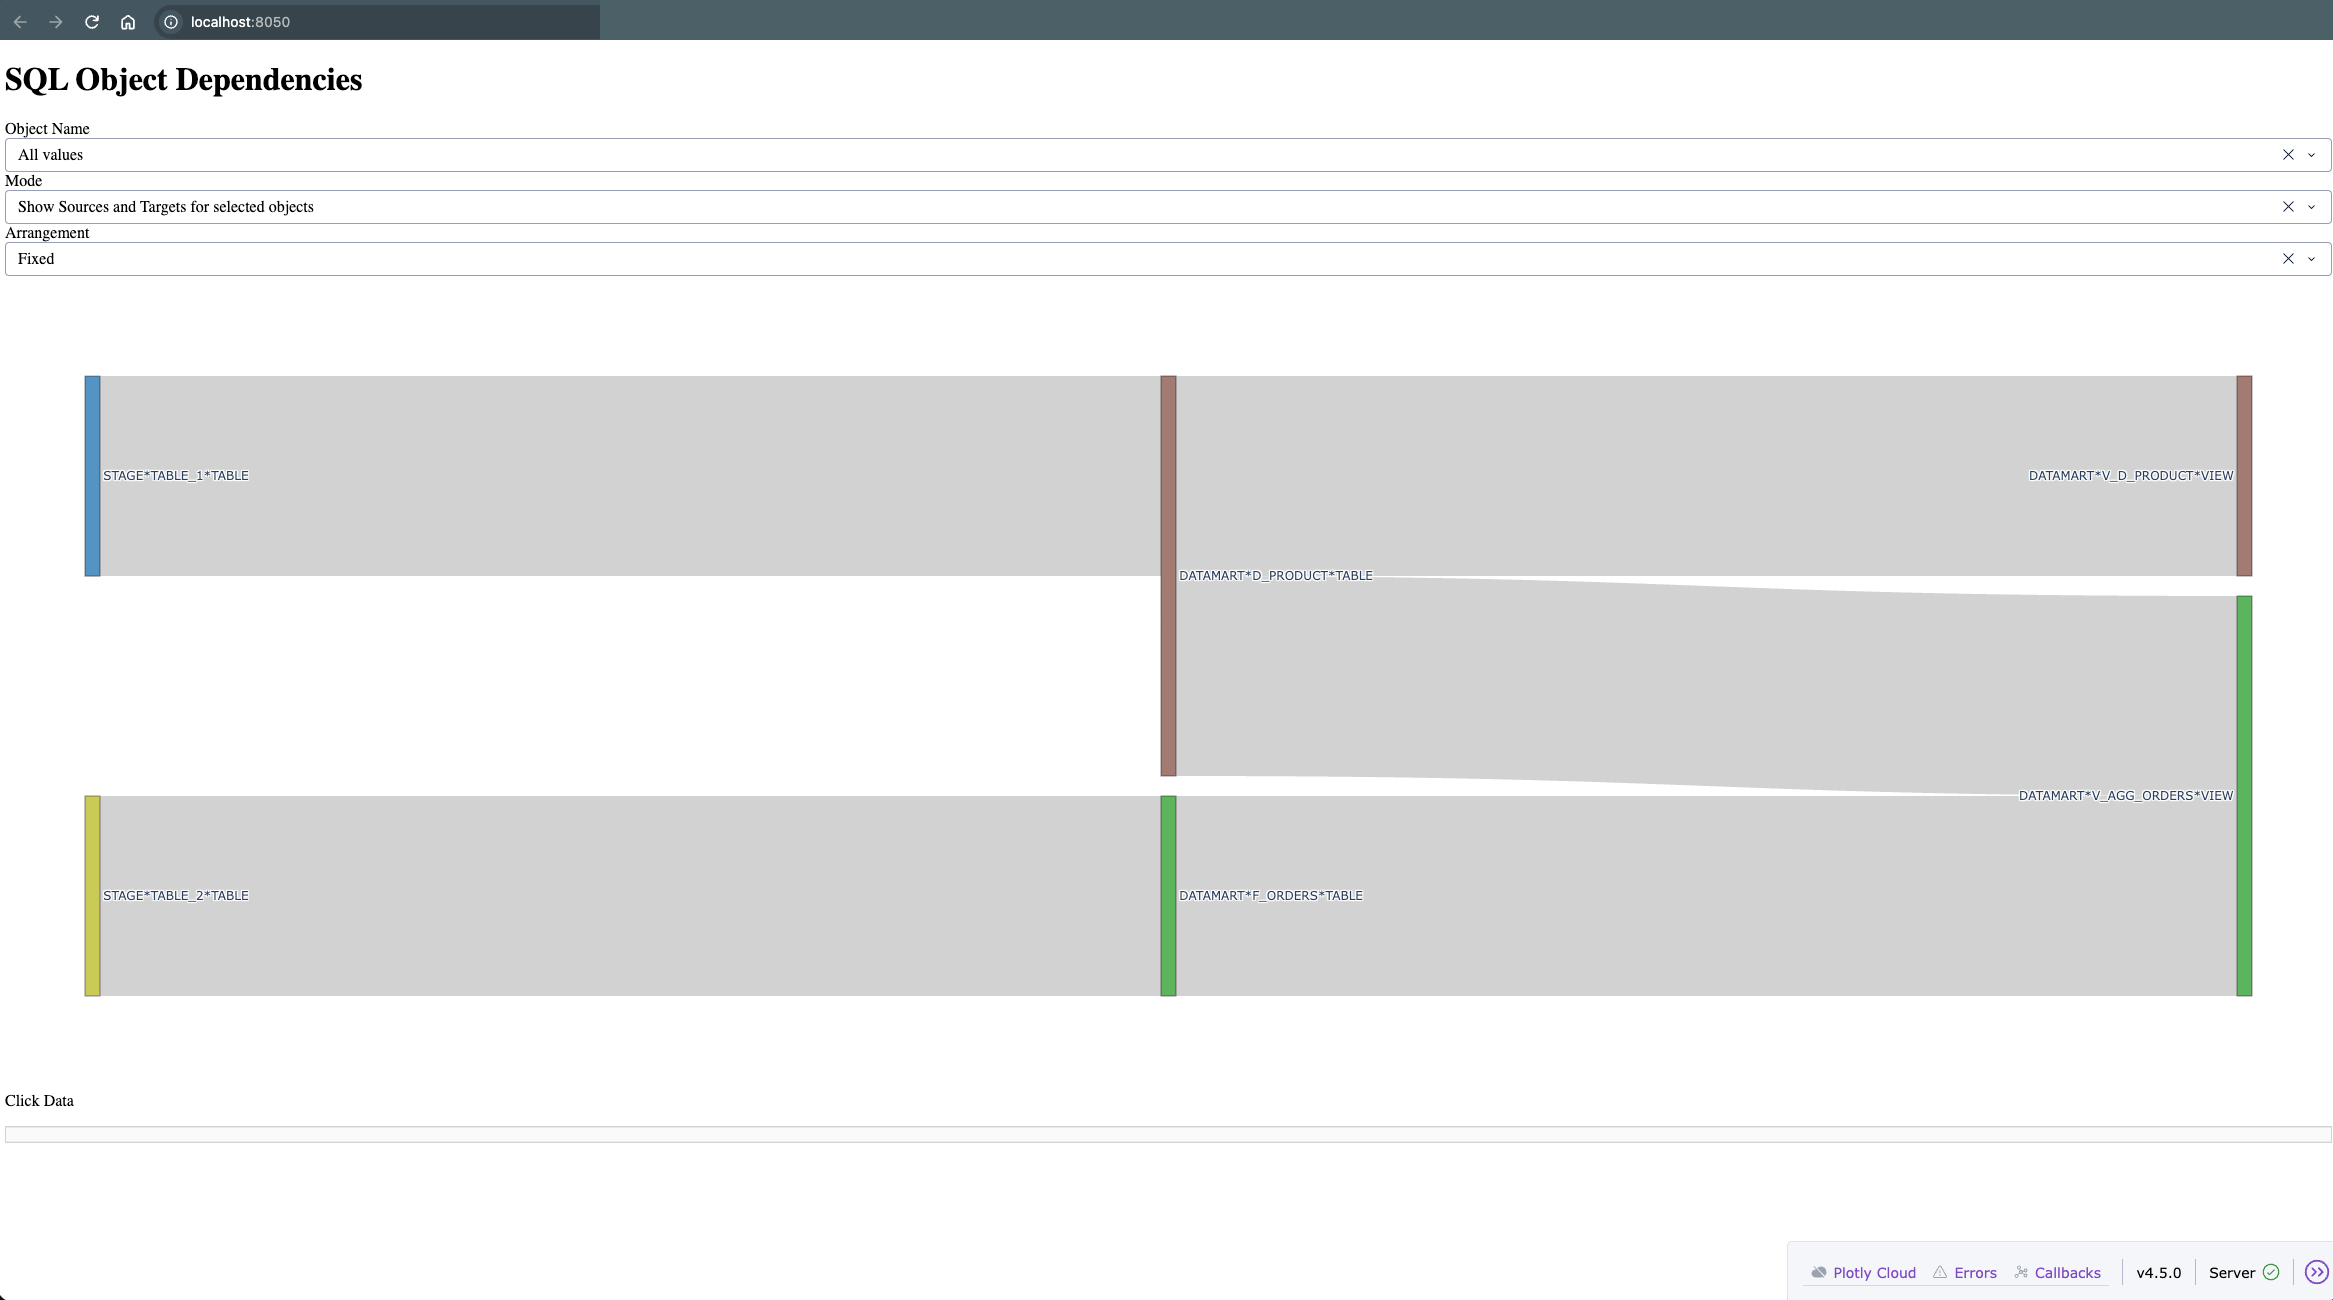 localhost:8050
SQL Object Dependencies
Object Name
All values
Mode
Show Sources and Targets for selected objects
Arrangement
Fixed
STAGE*TABLE_1*TABLE
DATAMART*V_D_PRODUCT*VIEW
DATAMART*D_PRODUCT*TABLE
DATAMART*V_AGG_ORDERS*VIEW
STAGE*TABLE_2*TABLE
DATAMART*F_ORDERS*TABLE
Click Data
Plotly Cloud Errors Callbacks v4.5.0 Server